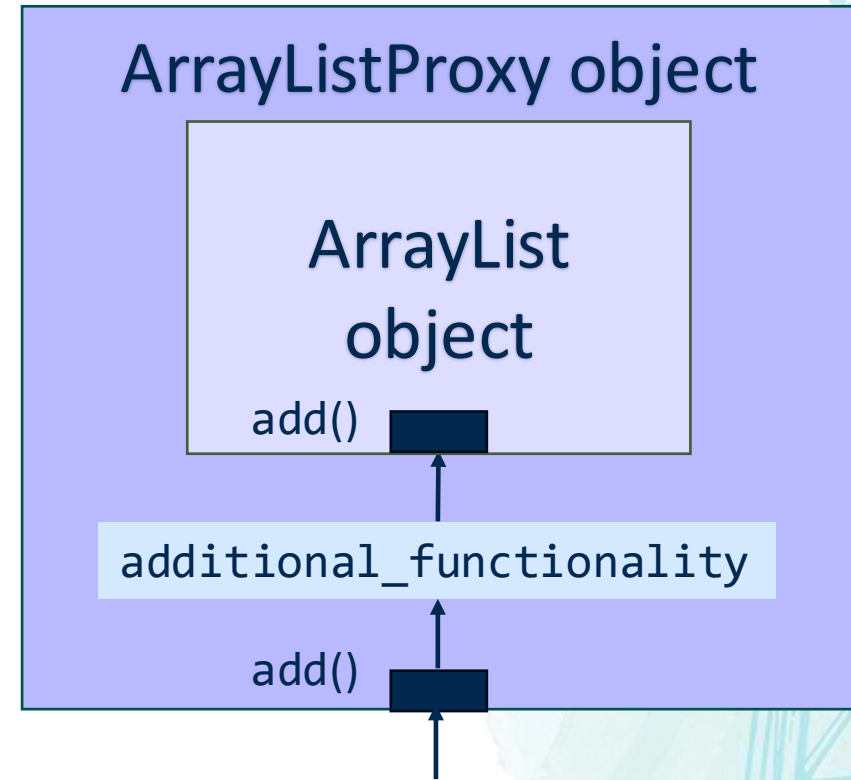 ArrayListProxy object
ArrayList
object
add()
additional_functionality
add()